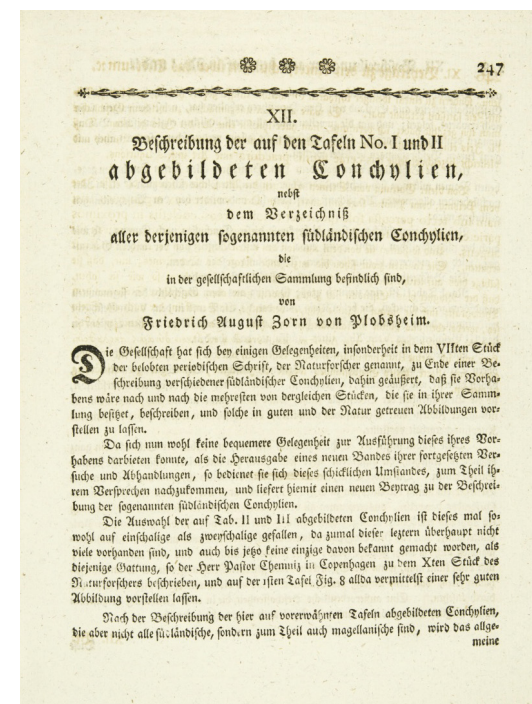 247
XII.
Beschreibung der auf den Tafeln No. I und II
abgebildeten Conchylien,
nebst
dem Verzeichniß
aller derjenigen sogenannten südländischen Conchylien,
die
in der gesellschaftlichen Sammlung befindlich sind,
von
Friedrich August Zorn von Plobsheim.
Die Gesellschaft hat sich bey einigen Gelegenheiten, insonderheit in dem VIIten Stück
der belobten periodischen Schrift, der Naturforscher genannt, zu Ende einer Be-
schreibung verschiedener südländischer Conchylien, dahin geäußert, daß sie Vorha-
bens wäre nach und nach die mehresten von dergleichen Stücken, die sie in ihrer Samm-
lung besitzet, beschreiben, und solche in guten und der Natur getreuen Abbildungen vor-
stellen zu lassen.
Da sich nun wohl keine bequemere Gelegenheit zur Ausführung dieses ihres Vor-
habens darbieten konnte, als die Herausgabe eines neuen Bandes ihrer fortgesetzten Ver-
suche und Abhandlungen, so bedienet sie sich dieses schicklichen Umstandes, zum Theil ih-
rem Versprechen nachzukommen, und liefert hiemit einen neuen Beytrag zu der Beschrei-
bung der sogenannten südländischen Conchylien.
Die Auswahl der auf Tab. II und III abgebildeten Conchylien ist dieses mal so-
wohl auf einschalige als zweyschalige gefallen, da zumal dieser leztern überhaupt nicht
viele vorhanden sind, und auch bis jetzo keine einzige davon bekannt gemacht worden, als
diejenige Gattung, so der Herr Pastor Chemniz in Copenhagen zu dem Xten Stück des
Naturforschers beschrieben, und auf der 1sten Tafel Fig. 8 allda vermittelst einer sehr guten
Abbildung vorstellen lassen.
Nach der Beschreibung der hier auf vorerwähnten Tafeln abgebildeten Conchylien,
die aber nicht alle südländische, sondern zum Theil auch magellanische sind, wird das allge-
meine